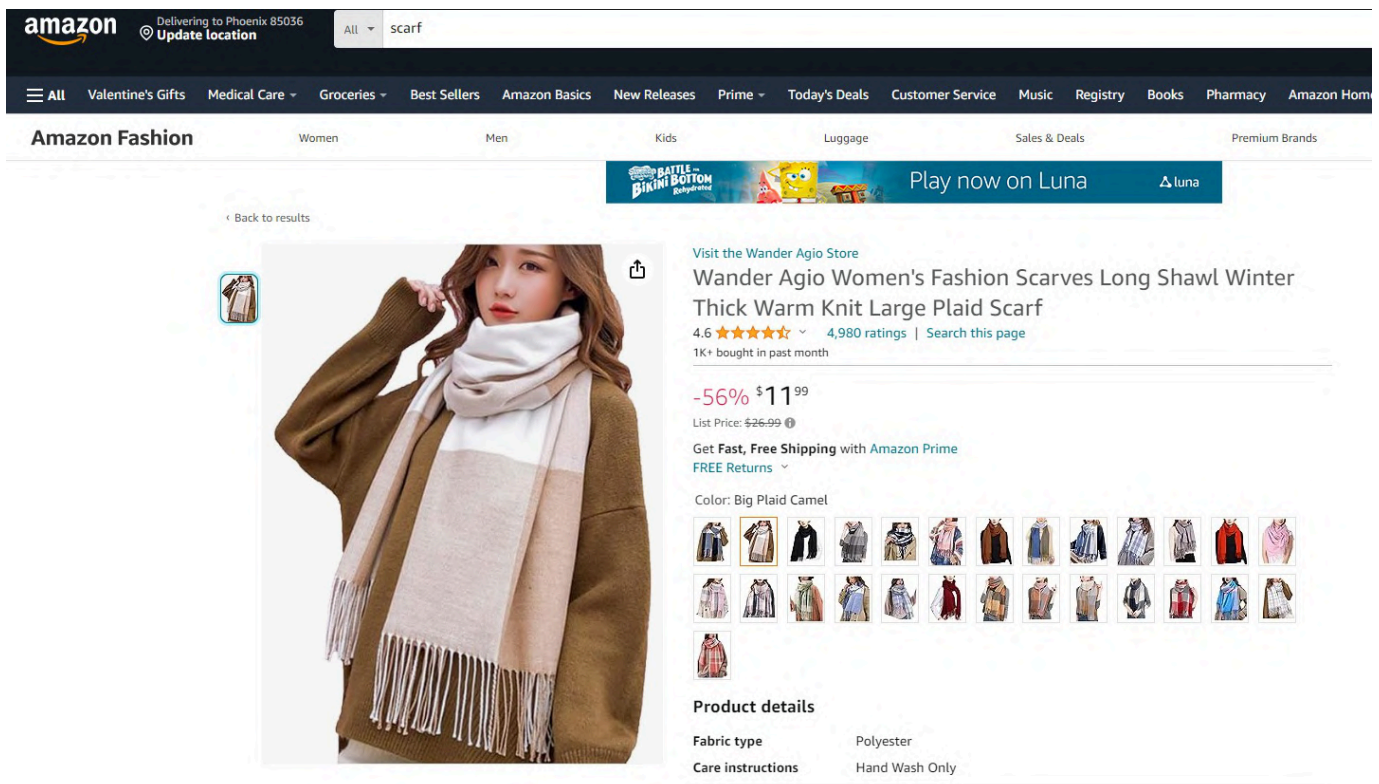 amazon
Delivering to Phoenix 85036
Update location
All
scarf
All
Valentine's Gifts
Medical Care
Groceries
Best Sellers
Amazon Basics
New Releases
Prime
Today's Deals
Customer Service
Music
Registry
Books
Pharmacy
Amazon Hom
Amazon Fashion
Women
Men
Kids
Luggage
Sales & Deals
Premium Brands
BATTLE
BIKINI BOTTOM
Rehydrated
Play now on Luna
luna
‹ Back to results
Visit the Wander Agio Store
Wander Agio Women's Fashion Scarves Long Shawl Winter
Thick Warm Knit Large Plaid Scarf
4.6
4,980 ratings | Search this page
1K+ bought in past month
-56% $11 99
List Price: $26.99
Get Fast, Free Shipping with Amazon Prime
FREE Returns
Color: Big Plaid Camel
Product details
Fabric type Polyester
Care instructions Hand Wash Only